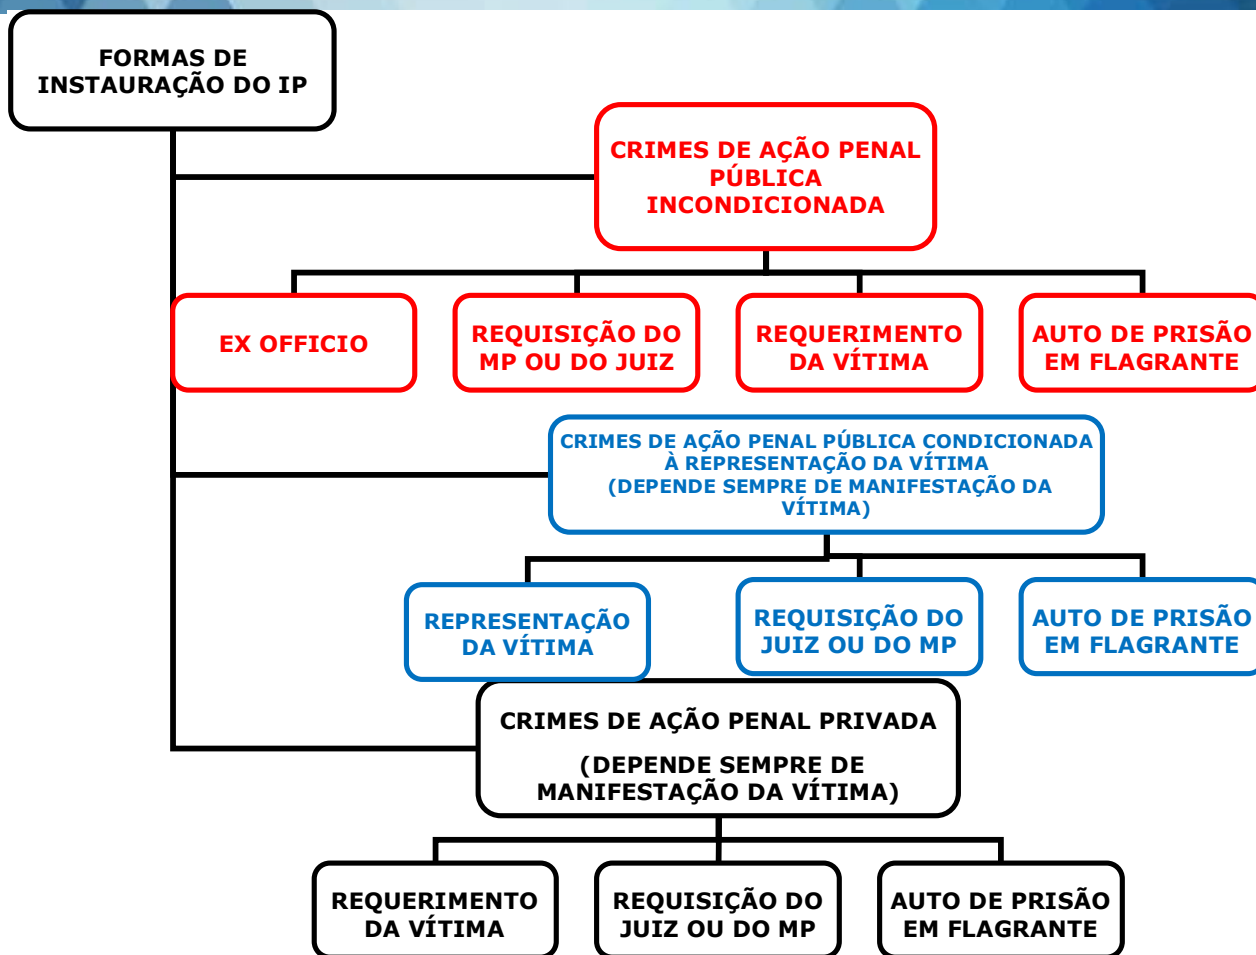 FORMAS DE
INSTAURAÇÃO DO IP
CRIMES DE AÇÃO PENAL
PÚBLICA
INCONDICIONADA
EX OFFICIO
REQUISIÇÃO DO
MP OU DO JUIZ
REQUERIMENTO
DA VÍTIMA
AUTO DE PRISÃO
EM FLAGRANTE
CRIMES DE AÇÃO PENAL PÚBLICA CONDICIONADA
À REPRESENTAÇÃO DA VÍTIMA
(DEPENDE SEMPRE DE MANIFESTAÇÃO DA
VÍTIMA)
REPRESENTAÇÃO
DA VÍTIMA
REQUISIÇÃO DO
JUIZ OU DO MP
AUTO DE PRISÃO
EM FLAGRANTE
CRIMES DE AÇÃO PENAL PRIVADA
(DEPENDE SEMPRE DE
MANIFESTAÇÃO DA VÍTIMA)
REQUERIMENTO
DA VÍTIMA
REQUISIÇÃO DO
JUIZ OU DO MP
AUTO DE PRISÃO
EM FLAGRANTE